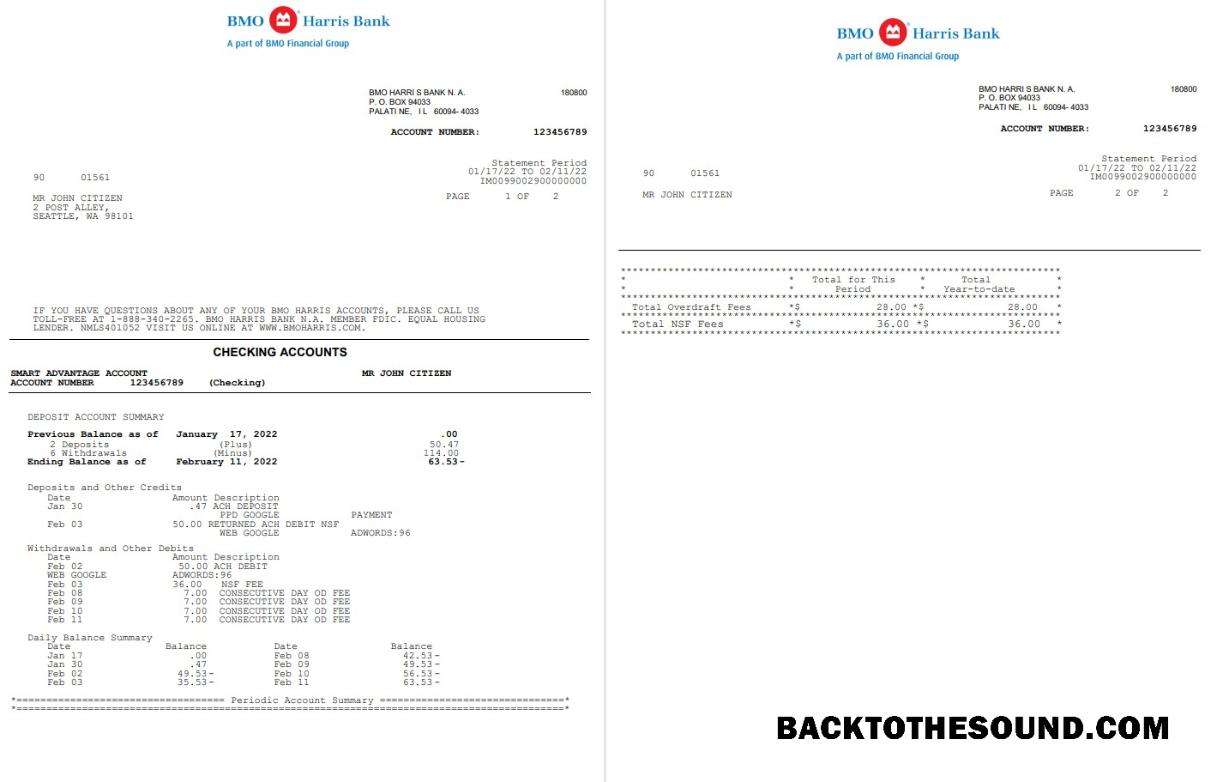 BMO Harris Bank
A part of BMO Financial Group
BMO HARRI S BANK N. A. 180800
P. O. BOX 94033
PALATI NE, I L 60094- 4033
ACCOUNT NUMBER: 123456789
Statement Period
01/17/22 TO 02/11/22
90 01561 IM0099002900000000
MR JOHN CITIZEN PAGE 1 OF 2
2 POST ALLEY,
SEATTLE, WA 98101
IF YOU HAVE QUESTIONS ABOUT ANY OF YOUR BMO HARRIS ACCOUNTS, PLEASE CALL US
TOLL-FREE AT 1-888-340-2265. BMO HARRIS BANK N.A. MEMBER FDIC. EQUAL HOUSING
LENDER. NMLS401052 VISIT US ONLINE AT WWW.BMOHARRIS.COM.
CHECKING ACCOUNTS
SMART ADVANTAGE ACCOUNT MR JOHN CITIZEN
ACCOUNT NUMBER 123456789 (Checking)
DEPOSIT ACCOUNT SUMMARY
Previous Balance as of January 17, 2022 .00
2 Deposits (Plus) 50.47
6 Withdrawals (Minus) 114.00
Ending Balance as of February 11, 2022 63.53-
Deposits and Other Credits
Date Amount Description
Jan 30 .47 ACH DEPOSIT
PPD GOOGLE PAYMENT
Feb 03 50.00 RETURNED ACH DEBIT NSF
WEB GOOGLE ADWORDS:96
Withdrawals and Other Debits
Date Amount Description
Feb 02 50.00 ACH DEBIT
WEB GOOGLE ADWORDS:96
Feb 03 36.00 NSF FEE
Feb 08 7.00 CONSECUTIVE DAY OD FEE
Feb 09 7.00 CONSECUTIVE DAY OD FEE
Feb 10 7.00 CONSECUTIVE DAY OD FEE
Feb 11 7.00 CONSECUTIVE DAY OD FEE
Daily Balance Summary
Date Balance Date Balance
Jan 17 .00 Feb 08 42.53-
Jan 30 .47 Feb 09 49.53-
Feb 02 49.53- Feb 10 56.53-
Feb 03 35.53- Feb 11 63.53-
Periodic Account Summary
BMO Harris Bank
A part of BMO Financial Group
BMO HARRI S BANK N. A. 180800
P. O. BOX 94033
PALATI NE, I L 60094- 4033
ACCOUNT NUMBER: 123456789
Statement Period
01/17/22 TO 02/11/22
90 01561 IM0099002900000000
MR JOHN CITIZEN PAGE 2 OF 2
* * Total for This * Total *
* * Period * Year-to-date *
Total Overdraft Fees *$ 28.00 *$ 28.00 *
Total NSF Fees *$ 36.00 *$ 36.00 *
BACKTOTHESOUND.COM